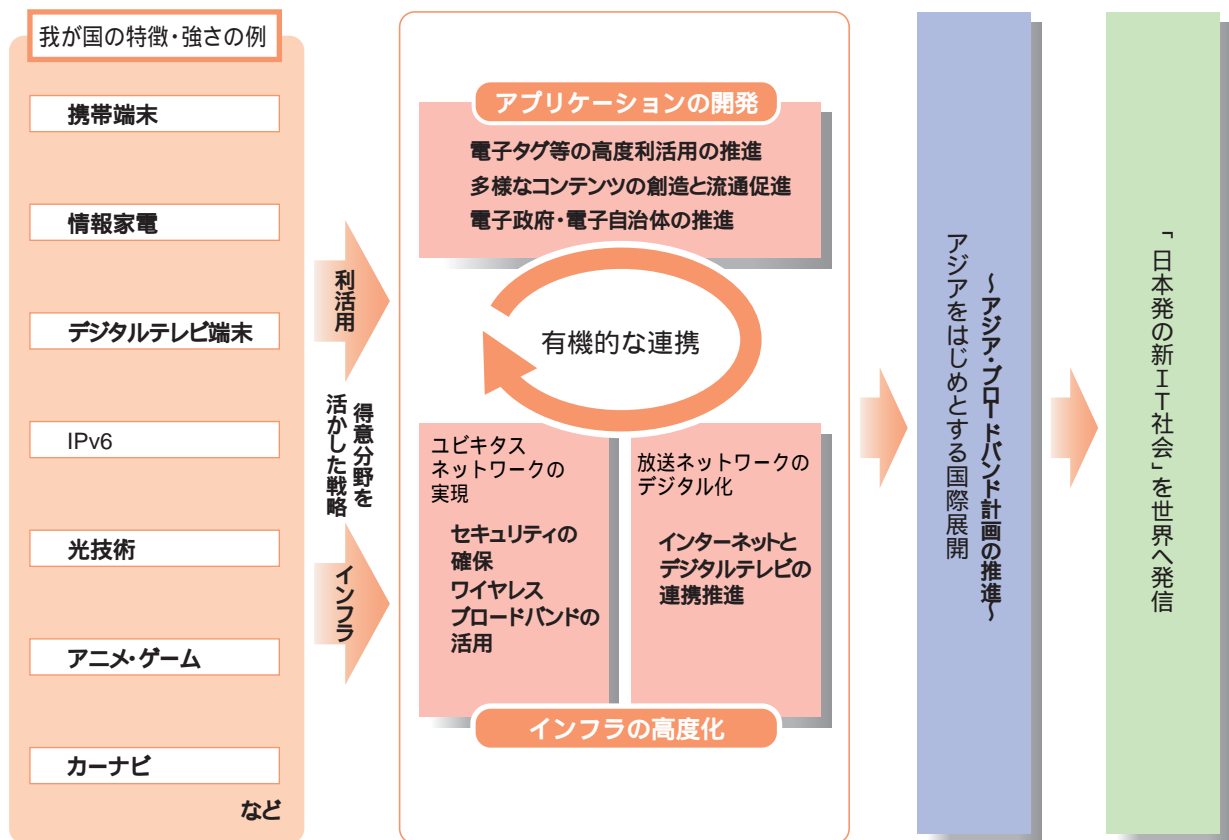 我が国の特徴・強さの例
携帯端末
情報家電
デジタルテレビ端末
IPv6
光技術
アニメ・ゲーム
カーナビ
など
利活用
得意分野を
活かした戦略
インフラ
アプリケーションの開発
電子タグ等の高度利活用の推進
多様なコンテンツの創造と流通促進
電子政府・電子自治体の推進
有機的な連携
ユビキタス
ネットワークの
実現
セキュリティの
確保
ワイヤレス
ブロードバンドの
活用
放送ネットワークの
デジタル化
インターネットと
デジタルテレビの
連携推進
インフラの高度化
～アジア・ブロードバンド計画の推進～
アジアをはじめとする国際展開
「日本発の新IT社会」を世界へ発信